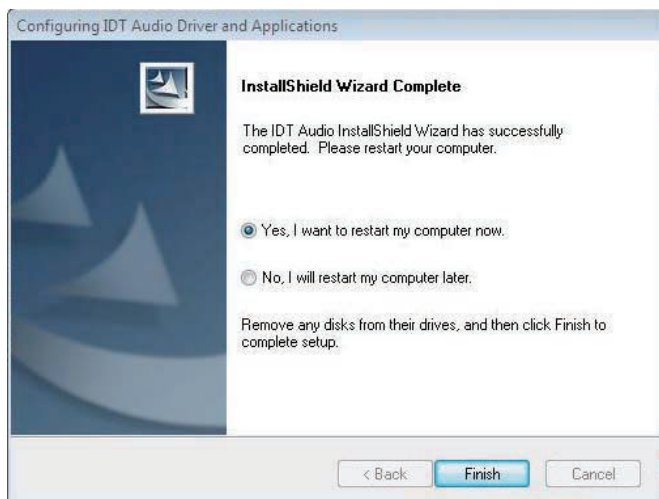 Configuring IDT Audio Driver and Applications
InstallShield Wizard Complete
The IDT Audio InstallShield Wizard has successfully
completed.  Please restart your computer.
Yes, I want to restart my computer now.
No, I will restart my computer later.
Remove any disks from their drives, and then click Finish to
complete setup.
< Back Finish Cancel